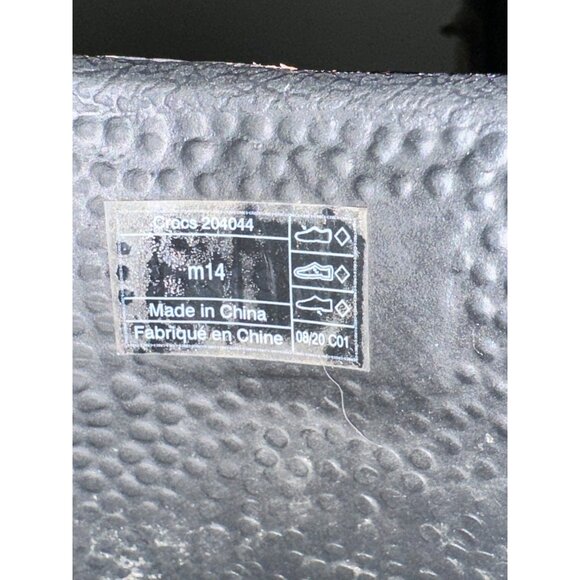 Crocs 204044
m14
Made in China
Fabriqué en Chine
08/20 C01